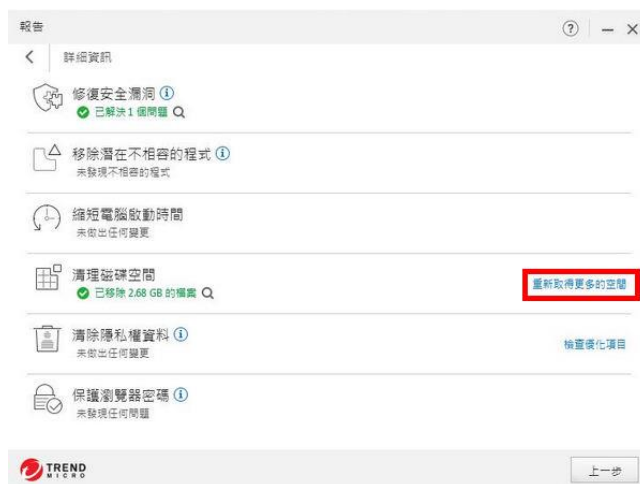 報告
詳細資訊
修復安全漏洞
已解決 1 個問題
移除潛在不相容的程式
未發現不相容的程式
縮短電腦啟動時間
未做出任何變更
清理磁碟空間
已移除 2.68 GB 的檔案
重新取得更多的空間
清除隱私權資料
未做出任何變更
檢查優化項目
保護瀏覽器密碼
未發現任何問題
TREND
MICRO
上一步